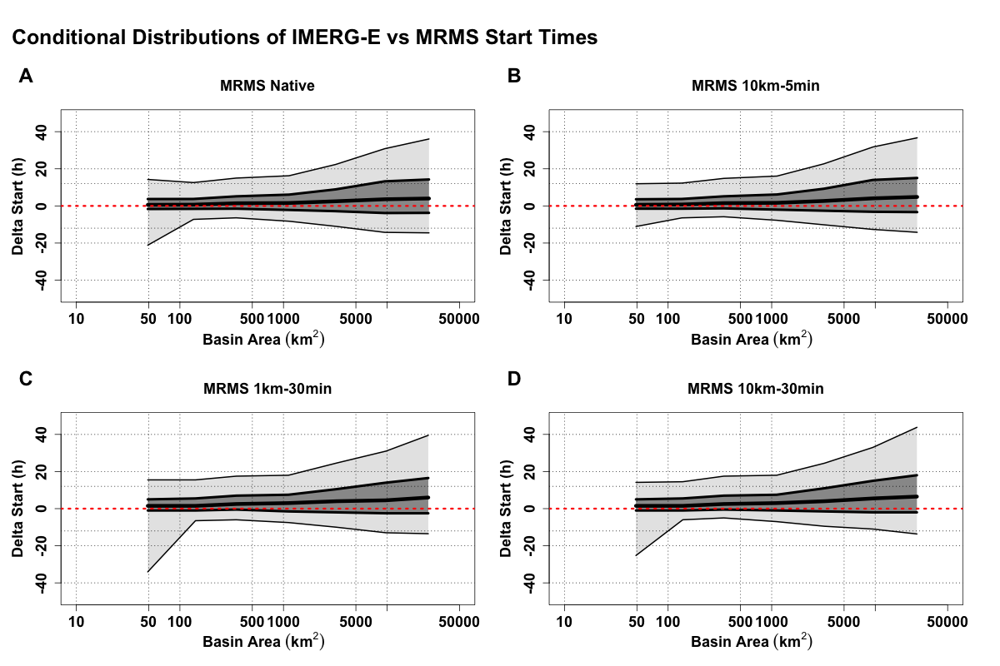 Conditional Distributions of IMERG-E vs MRMS Start Times
A
MRMS Native
Delta Start (h)
40
20
0
-20
-40
10 50 100 500 1000 5000 50000
Basin Area (km²)
B
MRMS 10km-5min
Delta Start (h)
40
20
0
-20
-40
10 50 100 500 1000 5000 50000
Basin Area (km²)
C
MRMS 1km-30min
Delta Start (h)
40
20
0
-20
-40
10 50 100 500 1000 5000 50000
Basin Area (km²)
D
MRMS 10km-30min
Delta Start (h)
40
20
0
-20
-40
10 50 100 500 1000 5000 50000
Basin Area (km²)